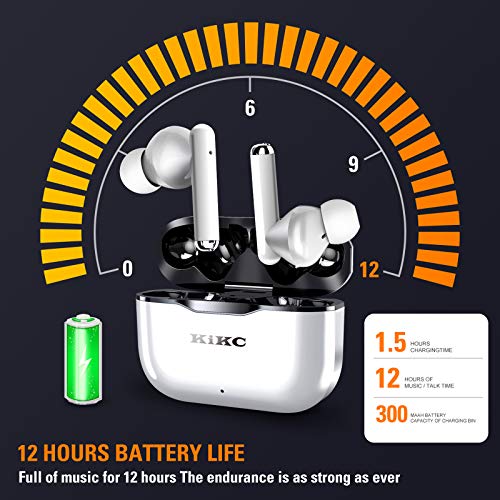 6
9
0
12
KiKC
1.5 HOURS
CHARGINGTIME
12 HOURS OF
MUSIC / TALK TIME
300 MAAH BATTERY
CAPACITY OF CHARGING BIN
12 HOURS BATTERY LIFE
Full of music for 12 hours The endurance is as strong as ever